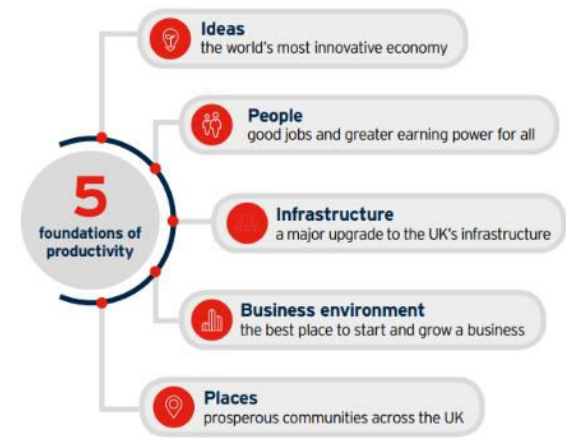 Ideas
the world's most innovative economy
People
good jobs and greater earning power for all
5
foundations of
productivity
Infrastructure
a major upgrade to the UK's infrastructure
Business environment
the best place to start and grow a business
Places
prosperous communities across the UK